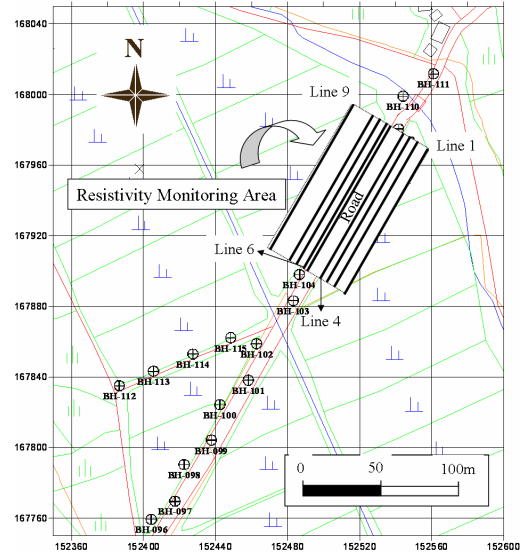 168040
N
BH-111
168000
BH-110
Line 9
Line 1
167960
Resistivity Monitoring Area
Road
167920
Line 6
BH-104
167880
BH-103
Line 4
BH-115
BH-102
BH-114
BH-113
167840
BH-112
BH-101
BH-100
BH-099
167800
BH-098
0 50 100m
BH-097
167760
BH-096
152360 152400 152440 152480 152520 152560 152600